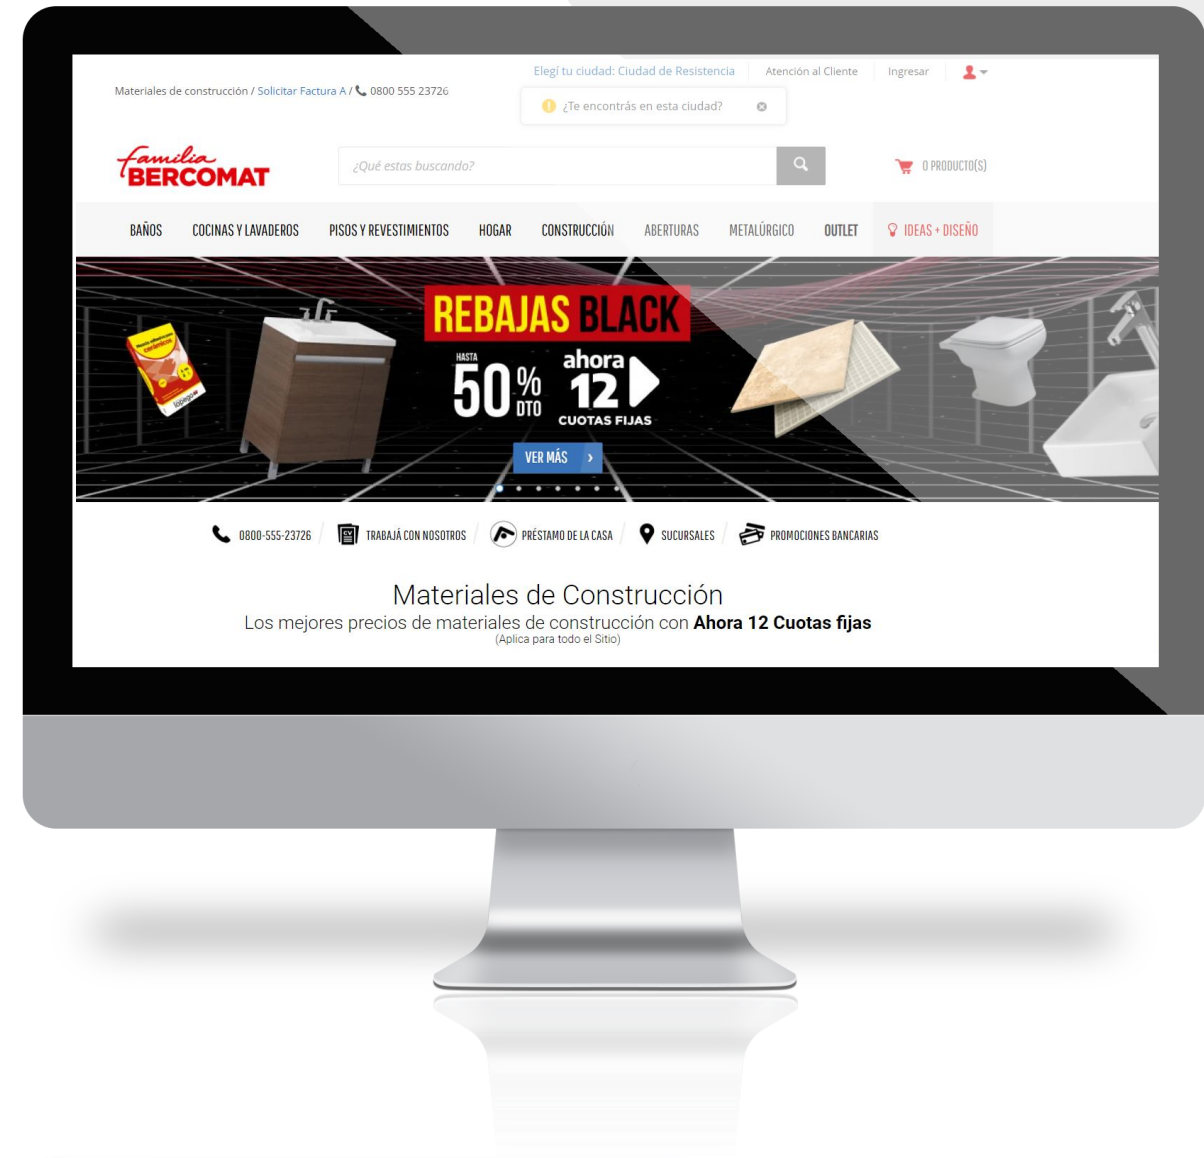 Elegí tu ciudad: Ciudad de Resistencia
Atención al Cliente
Ingresar
Materiales de construcción / Solicitar Factura A / 0800 555 23726
¿Te encontrás en esta ciudad?
familia
BERCOMAT
¿Qué estas buscando?
0 PRODUCTO(S)
BAÑOS COCINAS Y LAVADEROS PISOS Y REVESTIMIENTOS HOGAR CONSTRUCCIÓN ABERTURAS METALÚRGICO OUTLET IDEAS + DISEÑO
REBAJAS BLACK
HASTA
50% DTO
ahora
12
CUOTAS FIJAS
cerámicos
VER MÁS
0800-555-23726 TRABAJÁ CON NOSOTROS PRÉSTAMO DE LA CASA SUCURSALES PROMOCIONES BANCARIAS
CV
Materiales de Construcción
Los mejores precios de materiales de construcción con Ahora 12 Cuotas fijas
(Aplica para todo el Sitio)